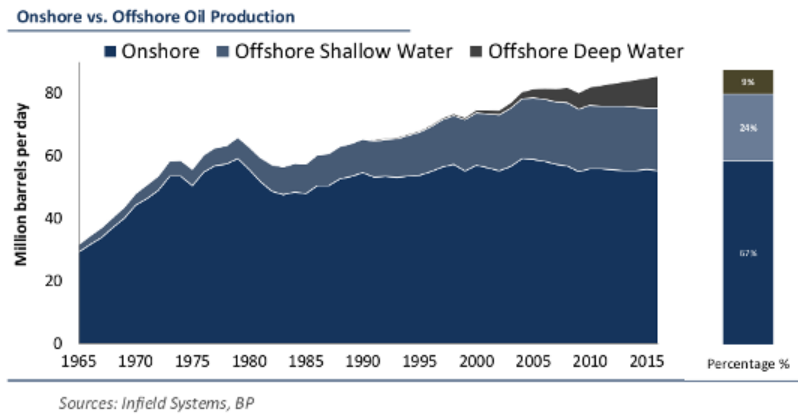 Onshore vs. Offshore Oil Production
Onshore Offshore Shallow Water Offshore Deep Water
Million barrels per day
80
60
40
20
0
1965 1970 1975 1980 1985 1990 1995 2000 2005 2010 2015
9%
24%
67%
Percentage %
Sources: Infield Systems, BP